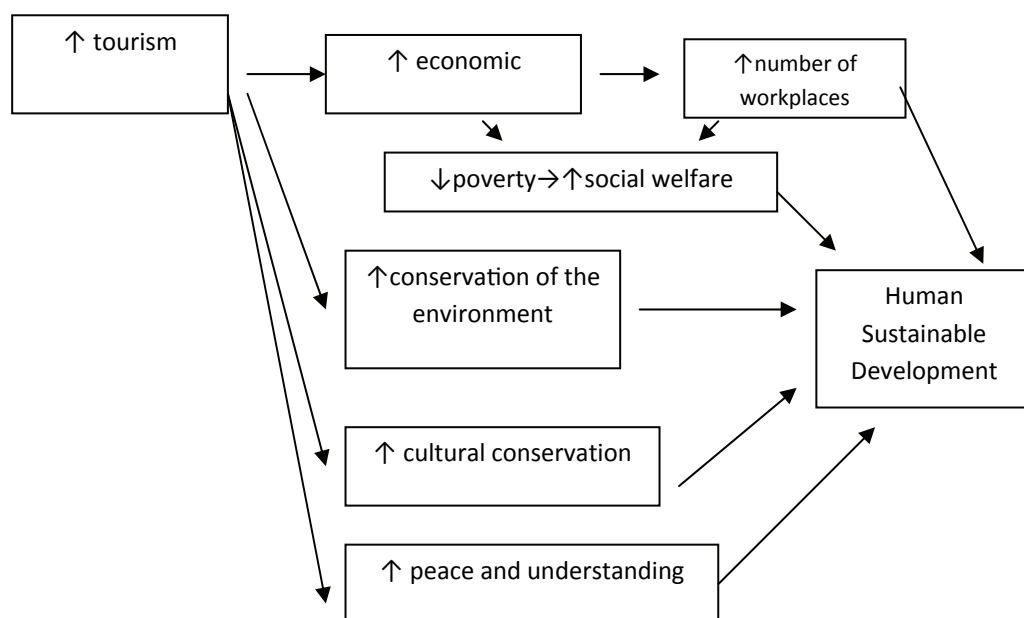 ↑ tourism
↑ economic
↑number of
workplaces
↓poverty→↑social welfare
↑conservation of the
environment
Human
Sustainable
Development
↑ cultural conservation
↑ peace and understanding